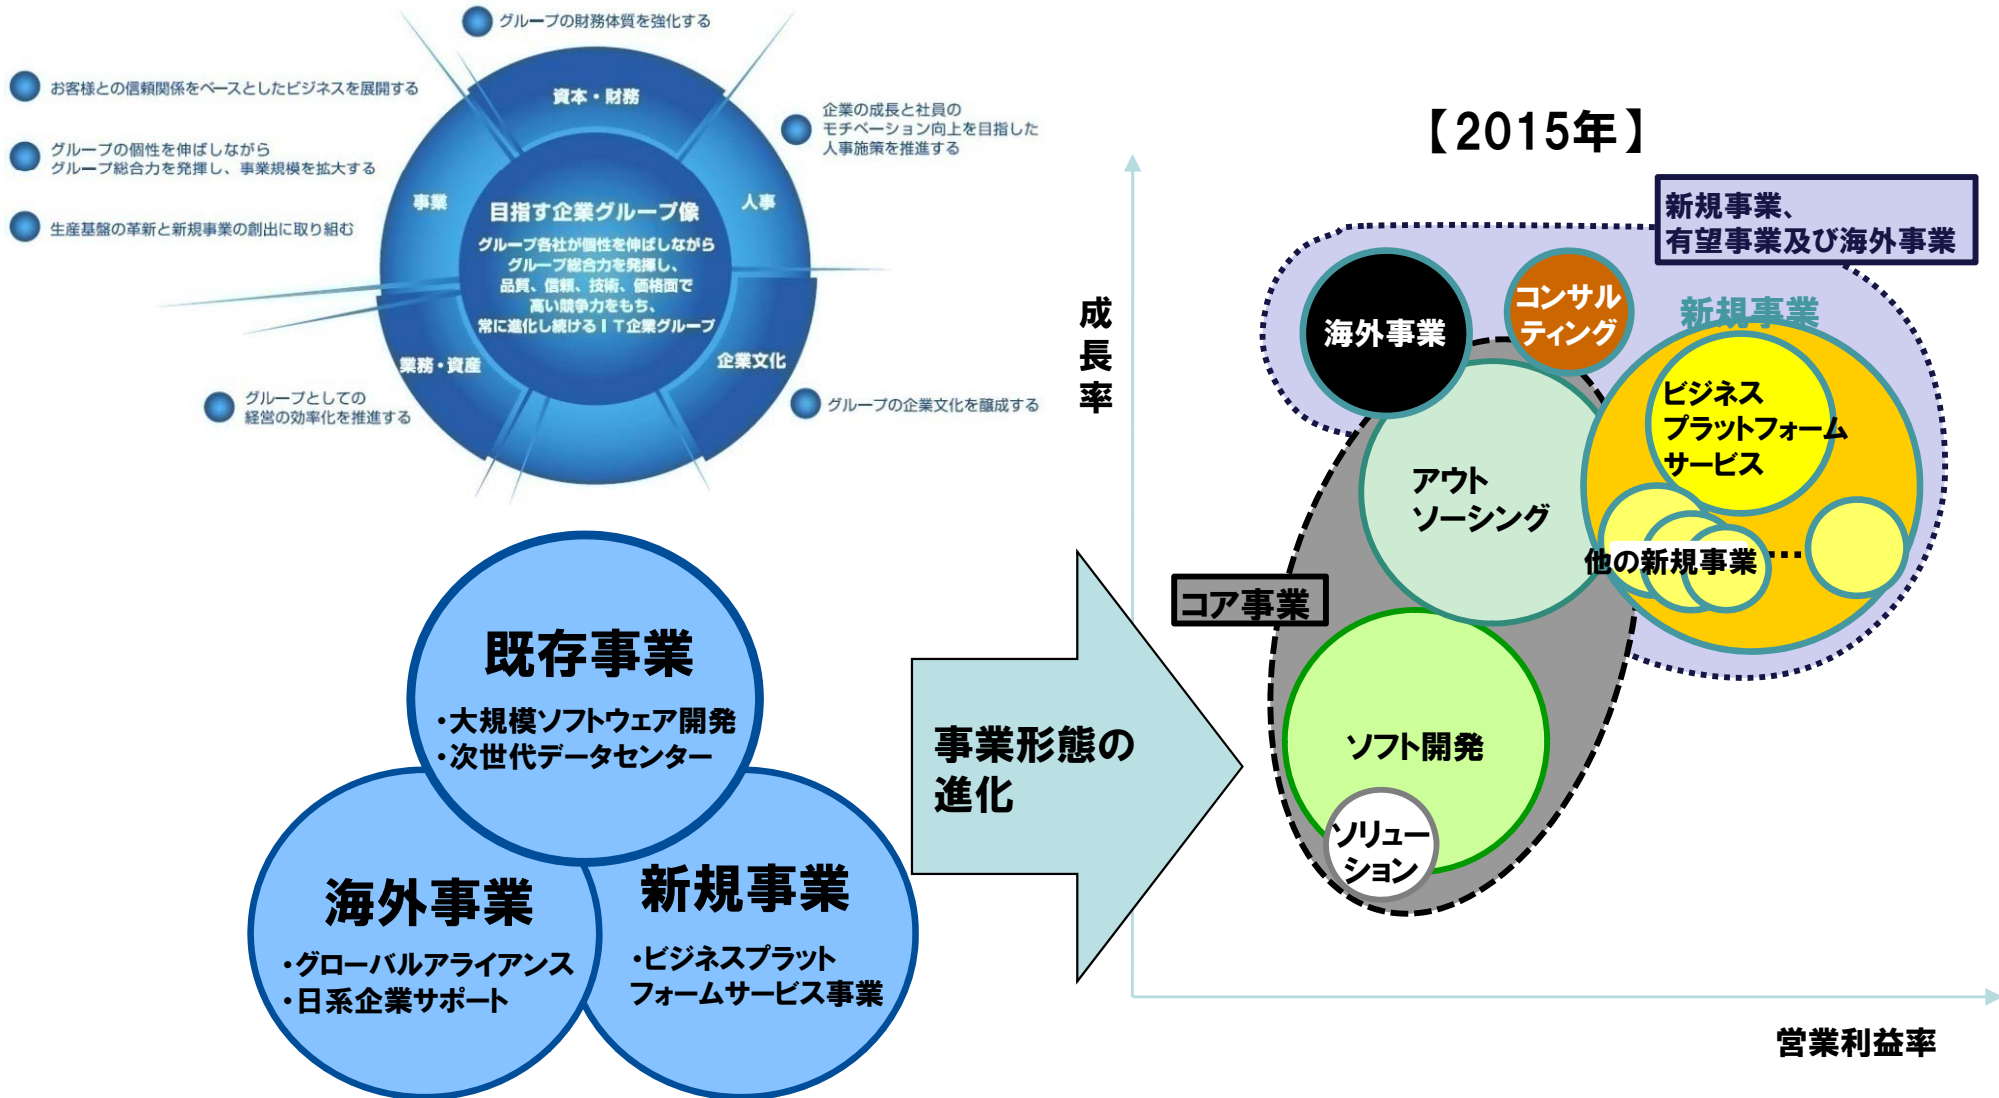 グループの財務体質を強化する
お客様との信頼関係をベースとしたビジネスを展開する
グループの個性を伸ばしながら
グループ総合力を発揮し、事業規模を拡大する
生産基盤の革新と新規事業の創出に取り組む
企業の成長と社員の
モチベーション向上を目指した
人事施策を推進する
グループとしての
経営の効率化を推進する
グループの企業文化を醸成する
資本・財務
事業
人事
業務・資産
企業文化
目指す企業グループ像
グループ各社が個性を伸ばしながら
グループ総合力を発揮し、
品質、信頼、技術、価格面で
高い競争力をもち、
常に進化し続けるIT企業グループ
既存事業
・大規模ソフトウェア開発
・次世代データセンター
海外事業
・グローバルアライアンス
・日系企業サポート
新規事業
・ビジネスプラット
フォームサービス事業
事業形態の
進化
【2015年】
成長率
新規事業、
有望事業及び海外事業
海外事業
コンサル
ティング
新規事業
ビジネス
プラットフォーム
サービス
アウト
ソーシング
他の新規事業
…
コア事業
ソフト開発
ソリュー
ション
営業利益率